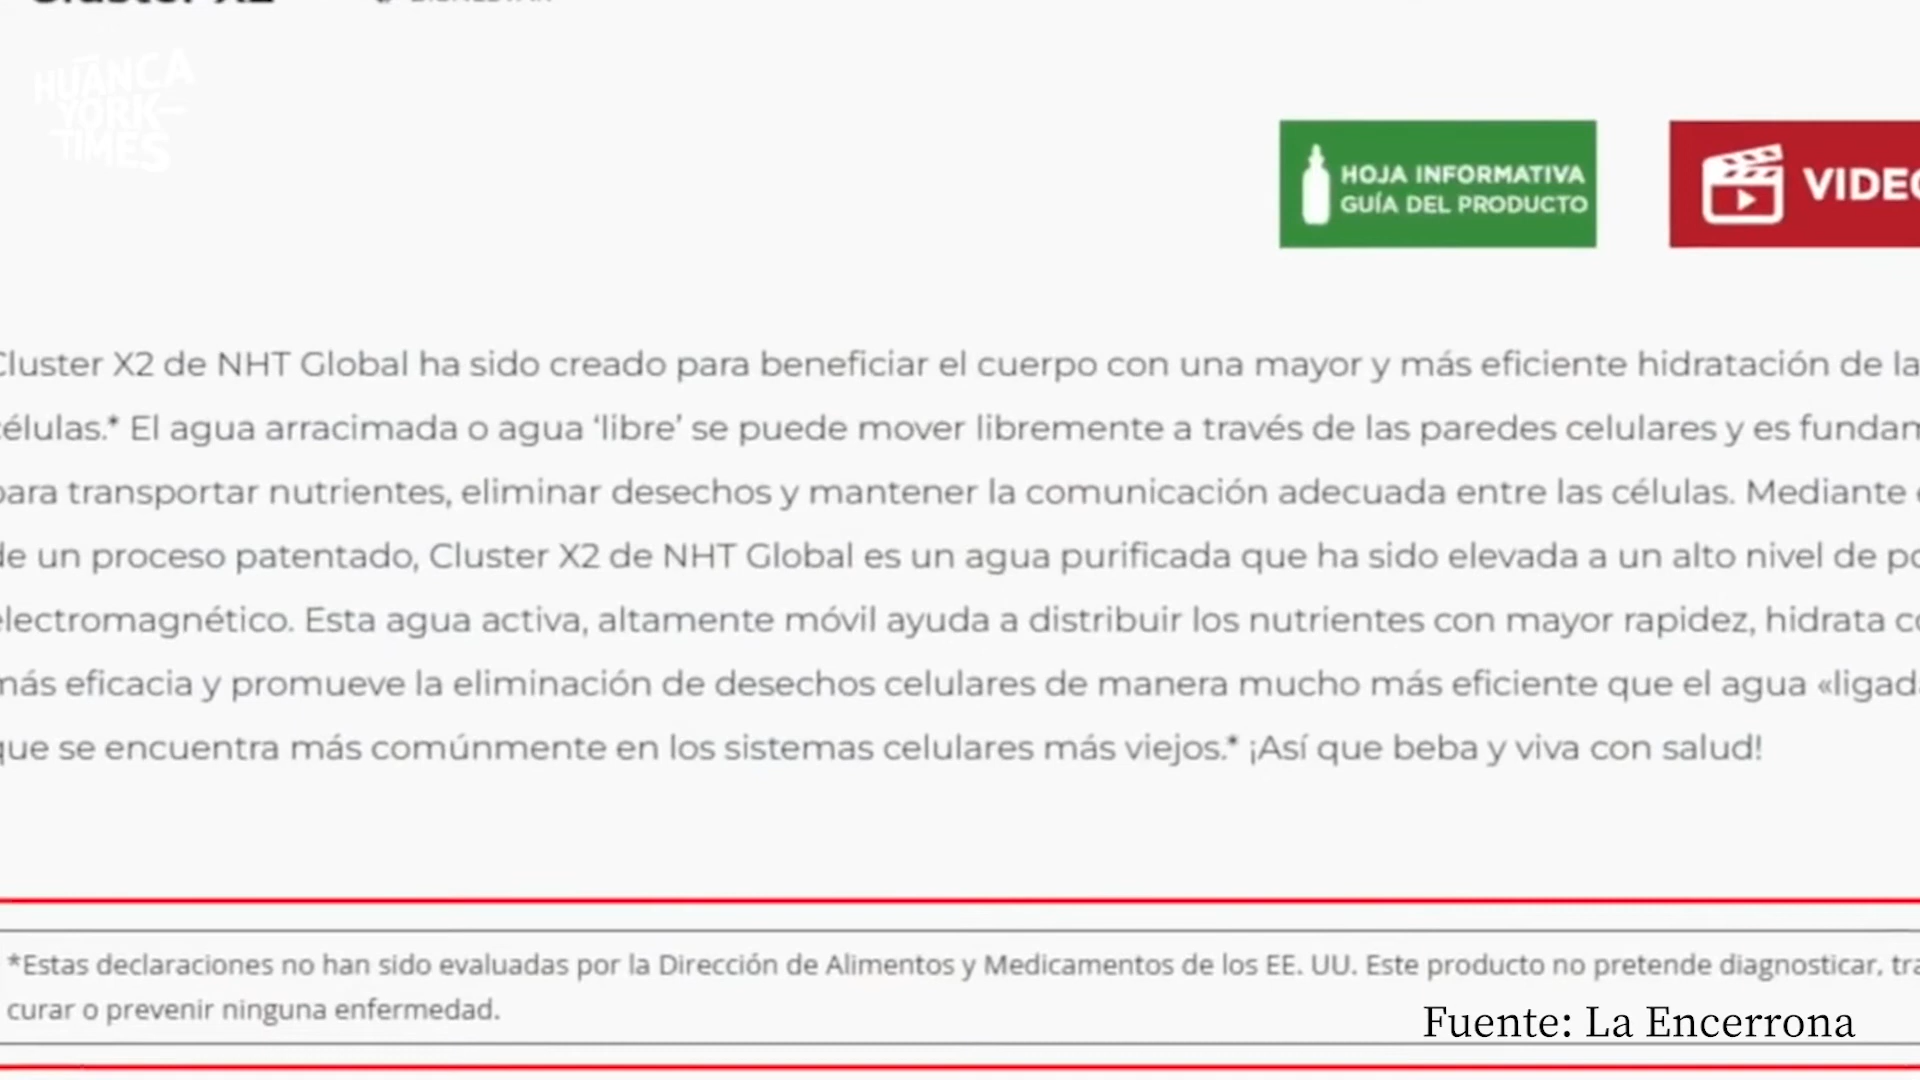 Cluster X2
BIENESTAR
HUANCA
YORK
TIMES
HOJA INFORMATIVA
GUÍA DEL PRODUCTO
VIDEO
Cluster X2 de NHT Global ha sido creado para beneficiar el cuerpo con una mayor y más eficiente hidratación de la
células.* El agua arracimada o agua ‘libre’ se puede mover libremente a través de las paredes celulares y es fundam
para transportar nutrientes, eliminar desechos y mantener la comunicación adecuada entre las células. Mediante
de un proceso patentado, Cluster X2 de NHT Global es un agua purificada que ha sido elevada a un alto nivel de po
electromagnético. Esta agua activa, altamente móvil ayuda a distribuir los nutrientes con mayor rapidez, hidrata co
más eficacia y promueve la eliminación de desechos celulares de manera mucho más eficiente que el agua «ligada
que se encuentra más comúnmente en los sistemas celulares más viejos.* ¡Así que beba y viva con salud!
*Estas declaraciones no han sido evaluadas por la Dirección de Alimentos y Medicamentos de los EE. UU. Este producto no pretende diagnosticar, tra
curar o prevenir ninguna enfermedad.
Fuente: La Encerrona